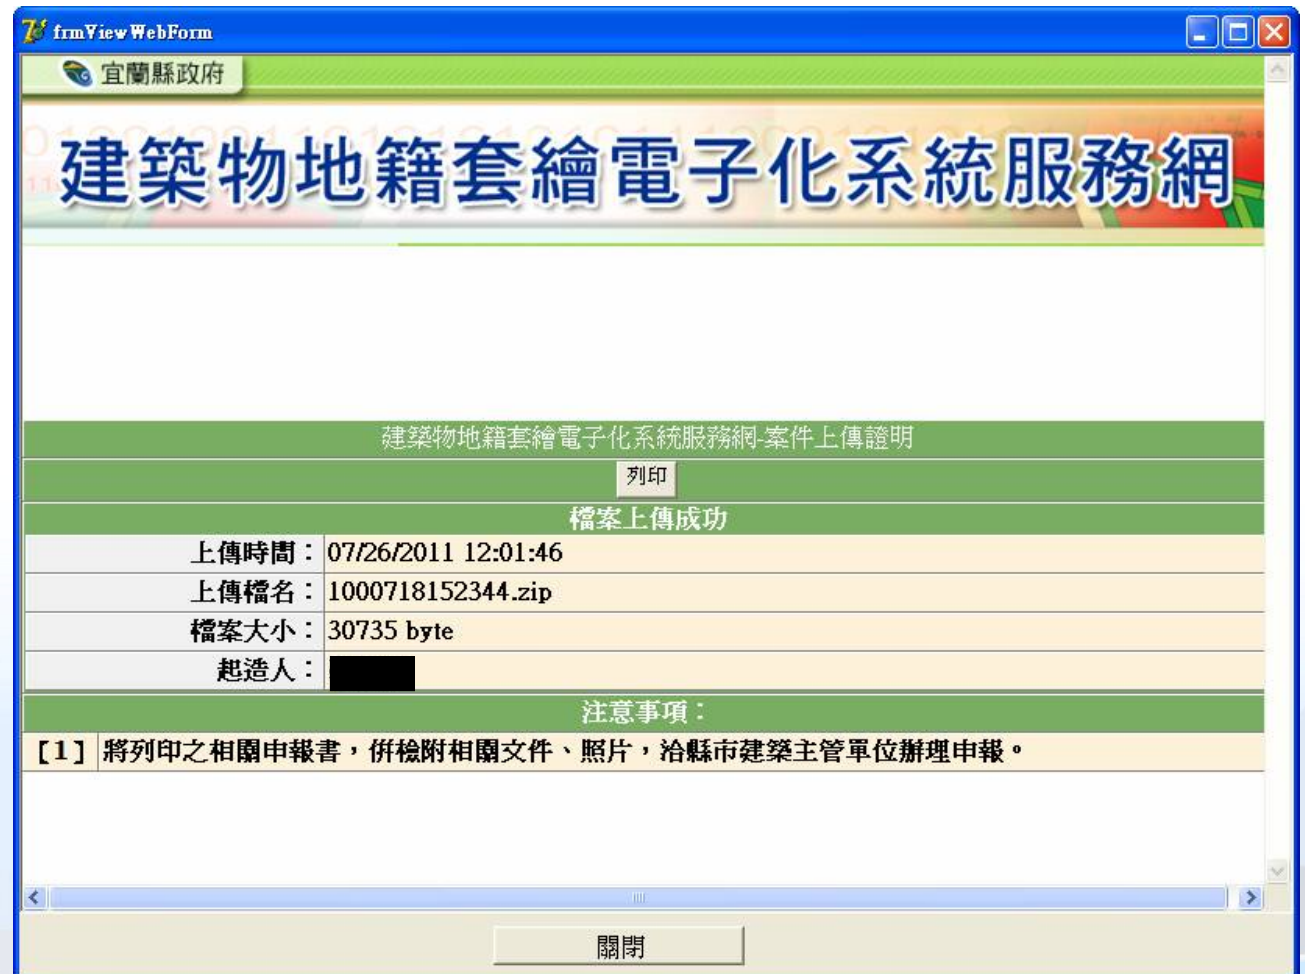 frmViewWebForm
宜蘭縣政府
建築物地籍套繪電子化系統服務網
建築物地籍套繪電子化系統服務網-案件上傳證明
列印
檔案上傳成功
上傳時間： 07/26/2011 12:01:46
上傳檔名： 1000718152344.zip
檔案大小： 30735 byte
起造人：
注意事項：
[1] 將列印之相關申報書，併檢附相關文件、照片，洽縣市建築主管單位辦理申報。
關閉